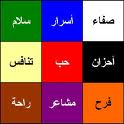 صفاء أسرار سلام
أحزان حب تنافس
فرح مشاعر راحة